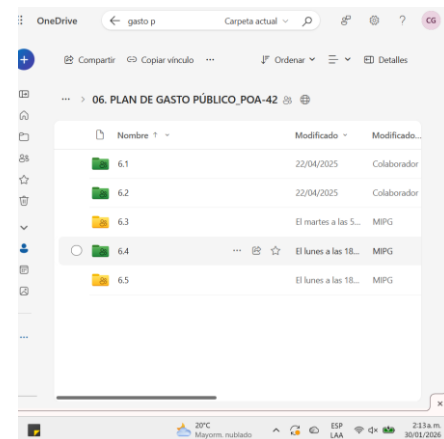 OneDrive gasto p Carpeta actual ? CG
Compartir Copiar vínculo ... Ordenar Detalles
... > 06. PLAN DE GASTO PÚBLICO_POA-42
Nombre ↑ Modificado Modificado...
6.1 22/04/2025 Colaborador
6.2 22/04/2025 Colaborador
6.3 El martes a las 5... MIPG
6.4 ... El lunes a las 18... MIPG
6.5 El lunes a las 18... MIPG
...
20°C ESP 2:13 a.m.
Mayorm. nublado LAA 30/01/2026